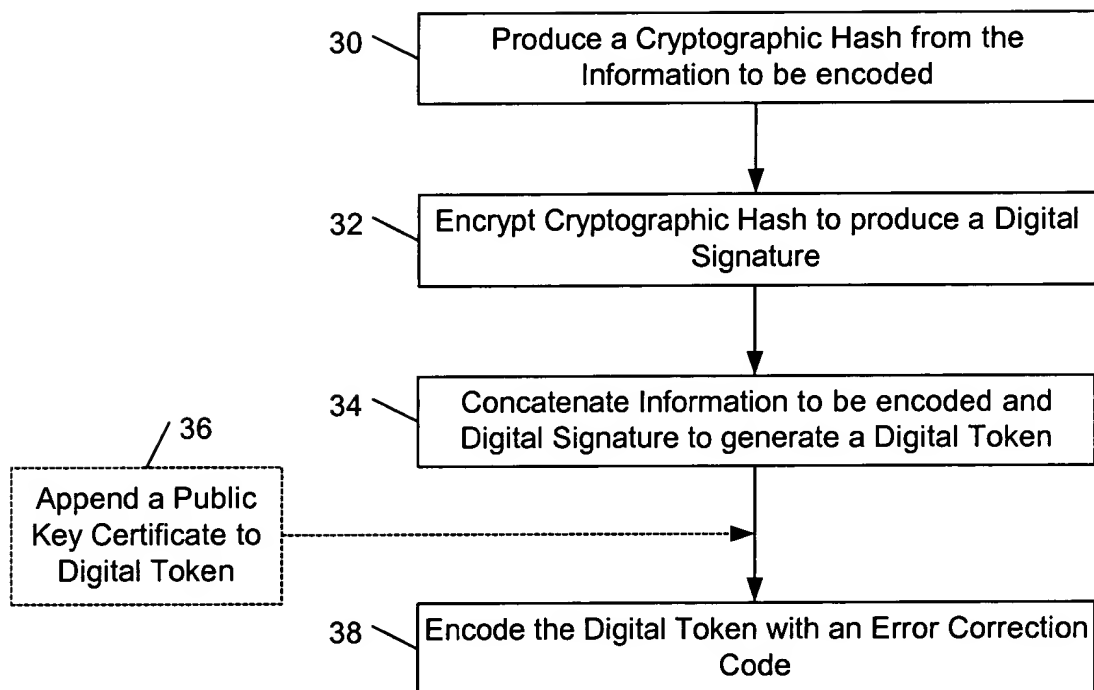 30
Produce a Cryptographic Hash from the
Information to be encoded
32
Encrypt Cryptographic Hash to produce a Digital
Signature
34
Concatenate Information to be encoded and
Digital Signature to generate a Digital Token
36
Append a Public
Key Certificate to
Digital Token
38
Encode the Digital Token with an Error Correction
Code